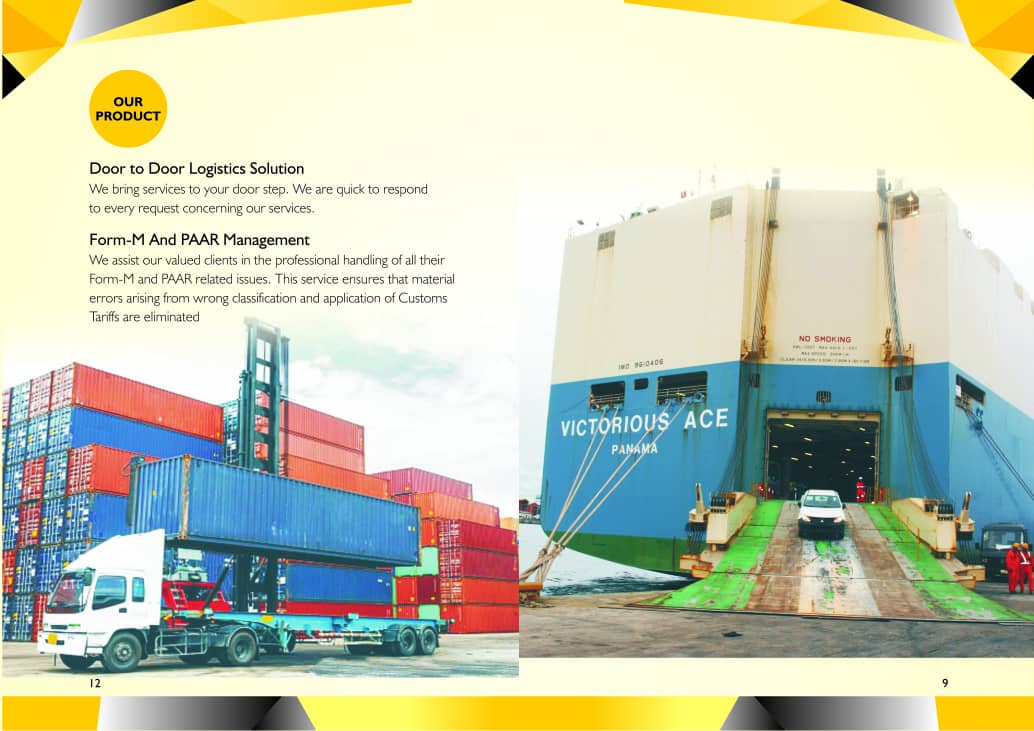 OUR
PRODUCT
Door to Door Logistics Solution
We bring services to your door step. We are quick to respond
to every request concerning our services.
Form-M And PAAR Management
We assist our valued clients in the professional handling of all their
Form-M and PAAR related issues. This service ensures that material
errors arising from wrong classification and application of Customs
Tariffs are eliminated
NO SMOKING
IMO 9610406
VICTORIOUS ACE
PANAMA
12
9